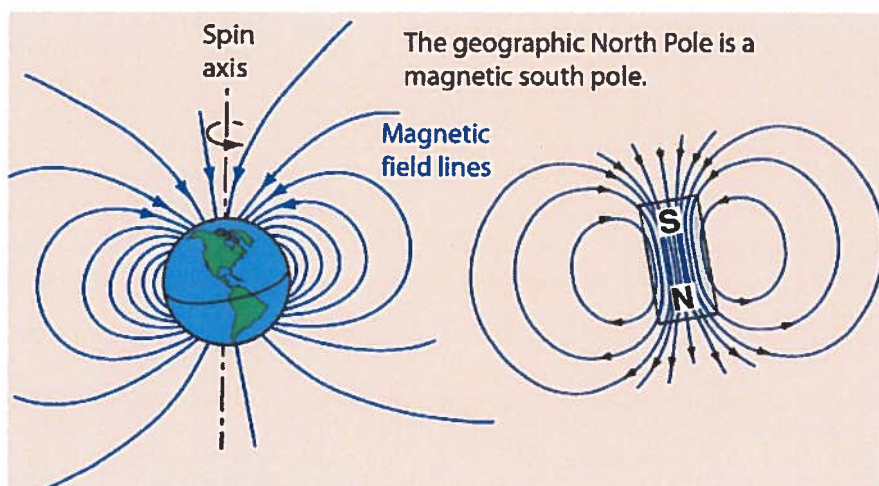 Spin
axis
The geographic North Pole is a
magnetic south pole.
Magnetic
field lines
S
N